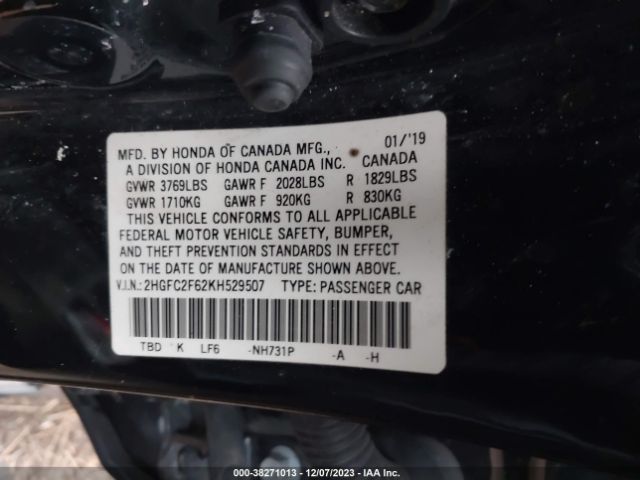 MFD. BY HONDA OF CANADA MFG., 01/'19
A DIVISION OF HONDA CANADA INC. CANADA
GVWR 3769LBS GAWR F 2028LBS R 1829LBS
GVWR 1710KG GAWR F 920KG R 830KG
THIS VEHICLE CONFORMS TO ALL APPLICABLE
FEDERAL MOTOR VEHICLE SAFETY, BUMPER,
AND THEFT PREVENTION STANDARDS IN EFFECT
ON THE DATE OF MANUFACTURE SHOWN ABOVE.
V.I.N.: 2HGFC2F62KH529507 TYPE: PASSENGER CAR
TBD K LF6 -NH731P -A -H
000-38271013 - 12/07/2023 - IAA Inc.